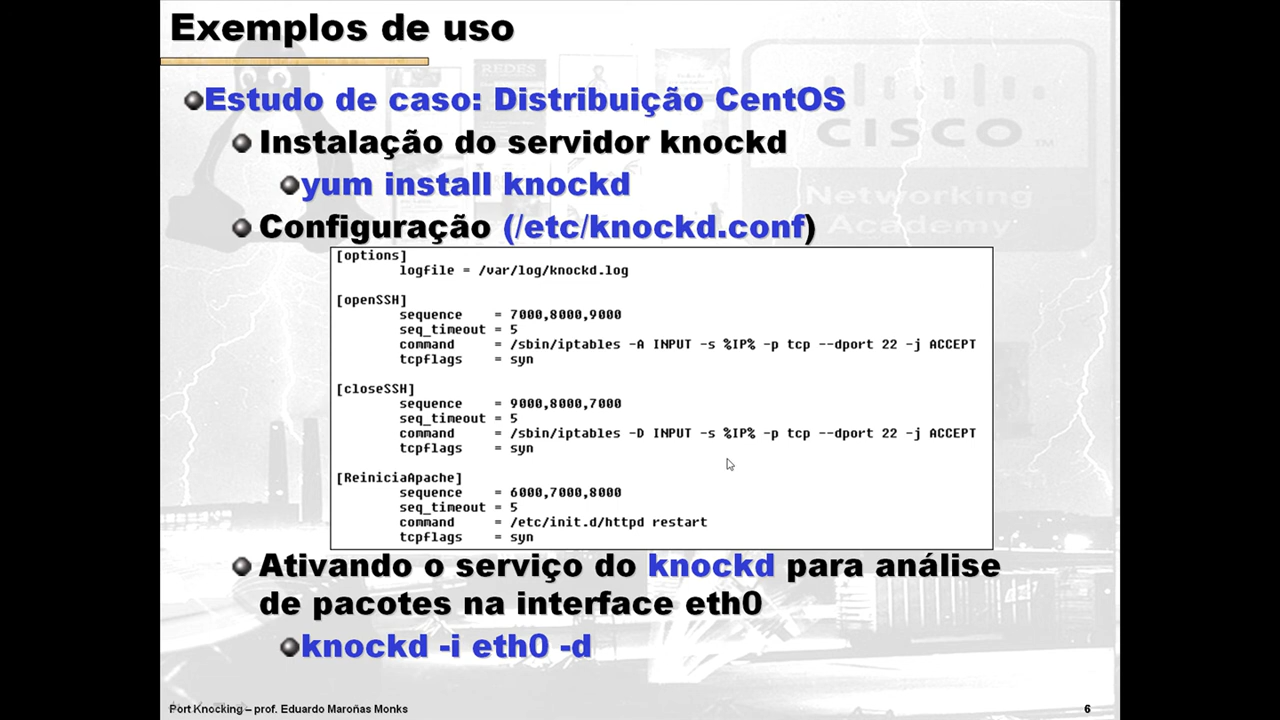 Exemplos de uso
Estudo de caso: Distribuição CentOS
Instalação do servidor knockd
yum install knockd
Configuração (/etc/knockd.conf)
[options]
logfile = /var/log/knockd.log
[openSSH]
sequence = 7000,8000,9000
seq_timeout = 5
command = /sbin/iptables -A INPUT -s %IP% -p tcp --dport 22 -j ACCEPT
tcpflags = syn
[closeSSH]
sequence = 9000,8000,7000
seq_timeout = 5
command = /sbin/iptables -D INPUT -s %IP% -p tcp --dport 22 -j ACCEPT
tcpflags = syn
[ReiniciaApache]
sequence = 6000,7000,8000
seq_timeout = 5
command = /etc/init.d/httpd restart
tcpflags = syn
Ativando o serviço do knockd para análise
de pacotes na interface eth0
knockd -i eth0 -d
Port Knocking – prof. Eduardo Maroñas Monks
6
REDES
CISCO TM
Networking
Academy